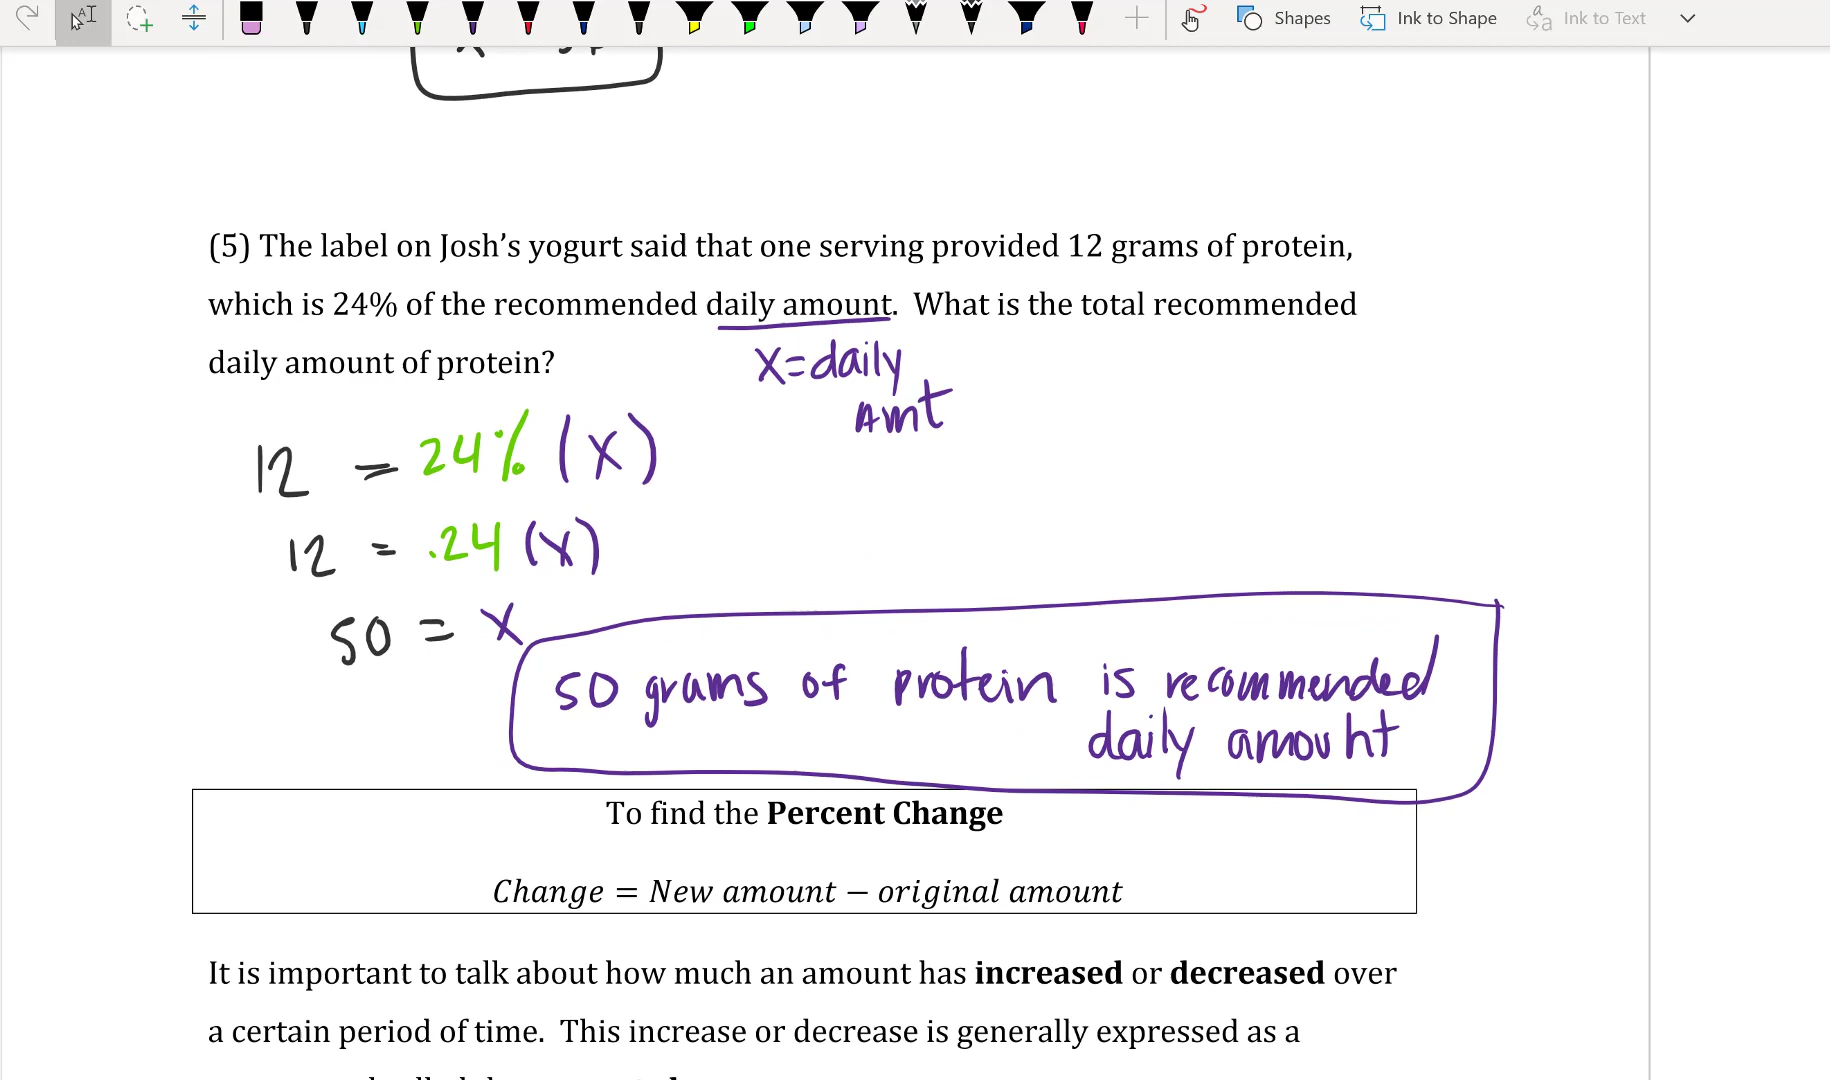 Shapes Ink to Shape Ink to Text
(5) The label on Josh’s yogurt said that one serving provided 12 grams of protein,
which is 24% of the recommended daily amount. What is the total recommended
daily amount of protein?
x=daily
Amt
12 = 24% (x)
12 = .24 (x)
50 = x
50 grams of protein is recommended
daily amount
To find the Percent Change
Change = New amount − original amount
It is important to talk about how much an amount has increased or decreased over
a certain period of time. This increase or decrease is generally expressed as a